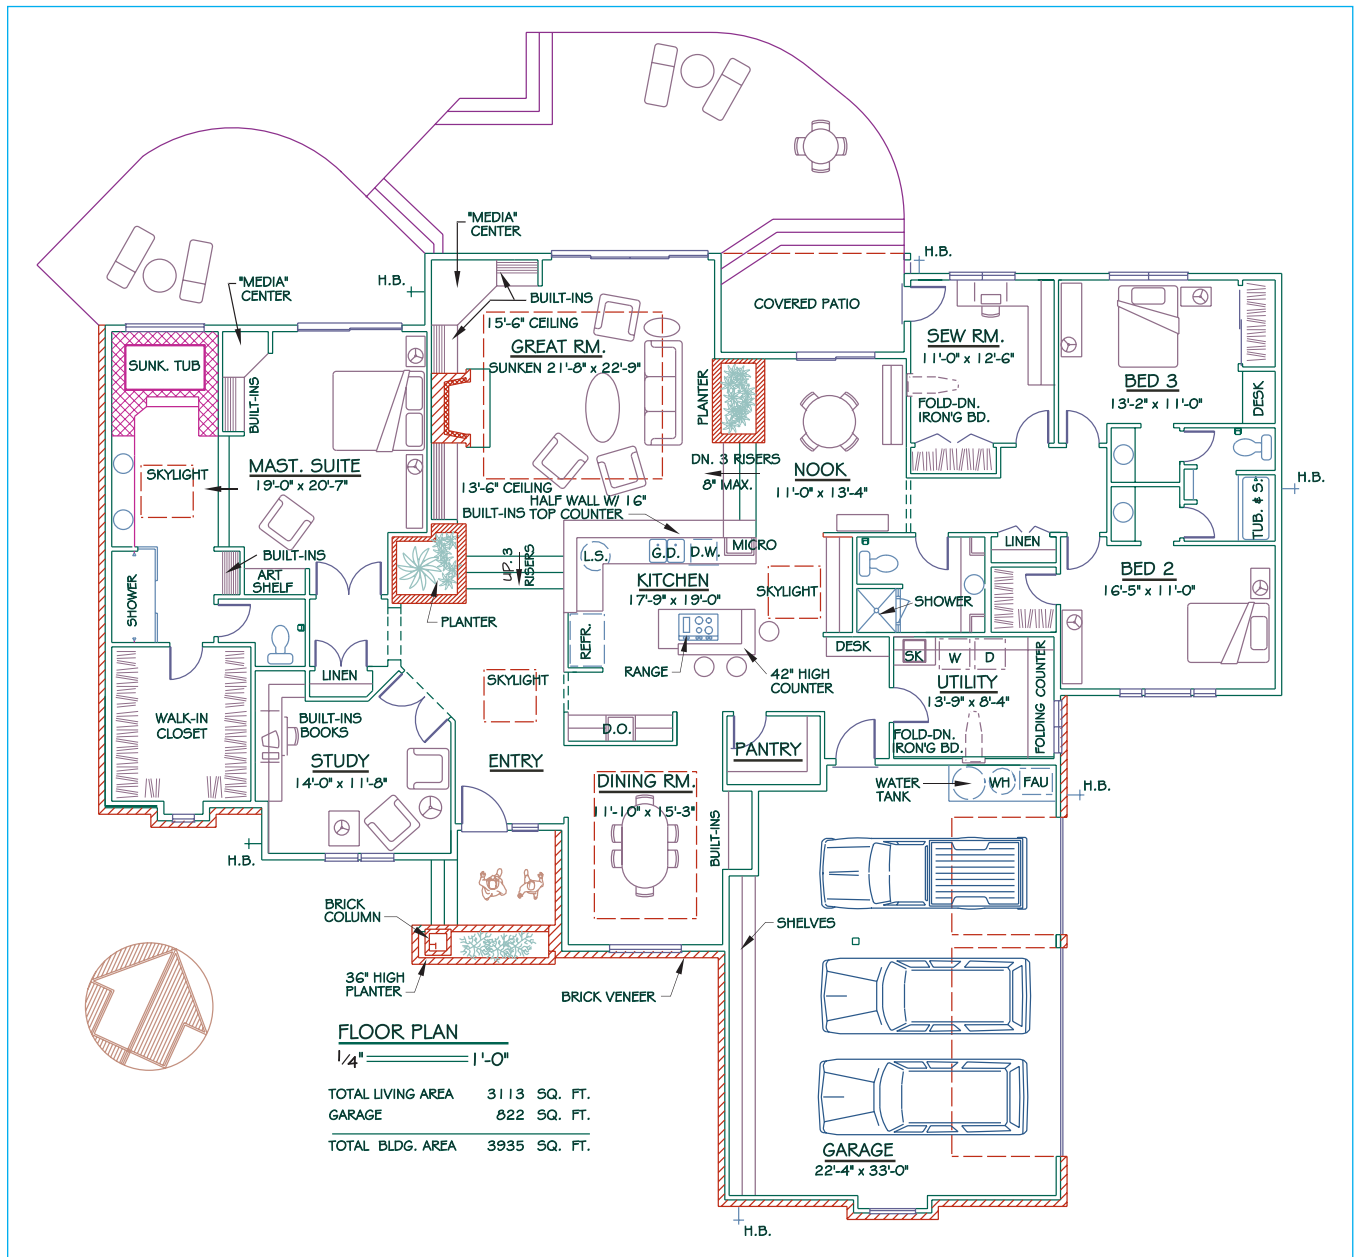 "MEDIA"
CENTER
H.B.
H.B.
"MEDIA"
CENTER
BUILT-INS
COVERED PATIO
15'-6" CEILING
GREAT RM.
SUNKEN 21'-8" x 22'-9"
SEW RM.
11'-0" x 12'-6"
SUNK. TUB
BUILT-INS
PLANTER
FOLD-DN.
IRON'G BD.
BED 3
13'-2" x 11'-0"
DESK
SKYLIGHT
MAST. SUITE
19'-0" x 20'-7"
DN. 3 RISERS
8" MAX.
NOOK
11'-0" x 13'-4"
H.B.
13'-6" CEILING
HALF WALL W/ 16"
BUILT-INS TOP COUNTER
TUB. & S.
BUILT-INS
ART
SHELF
SHOWER
UP. 3
RISERS
L.S.
G.D.
D.W.
MICRO
LINEN
KITCHEN
17'-9" x 19'-0"
SKYLIGHT
SHOWER
BED 2
16'-5" x 11'-0"
PLANTER
REFR.
RANGE
42" HIGH
COUNTER
DESK
SK
W
D
UTILITY
13'-9" x 8'-4"
FOLDING COUNTER
LINEN
SKYLIGHT
WALK-IN
CLOSET
BUILT-INS
BOOKS
STUDY
14'-0" x 11'-8"
ENTRY
D.O.
PANTRY
FOLD-DN.
IRON'G BD.
DINING RM.
11'-10" x 15'-3"
BUILT-INS
WATER
TANK
WH
FAU
H.B.
H.B.
BRICK
COLUMN
SHELVES
36" HIGH
PLANTER
BRICK VENEER
FLOOR PLAN
1/4" 1'-0"
TOTAL LIVING AREA 3113 SQ. FT.
GARAGE 822 SQ. FT.
TOTAL BLDG. AREA 3935 SQ. FT.
GARAGE
22'-4" x 33'-0"
H.B.